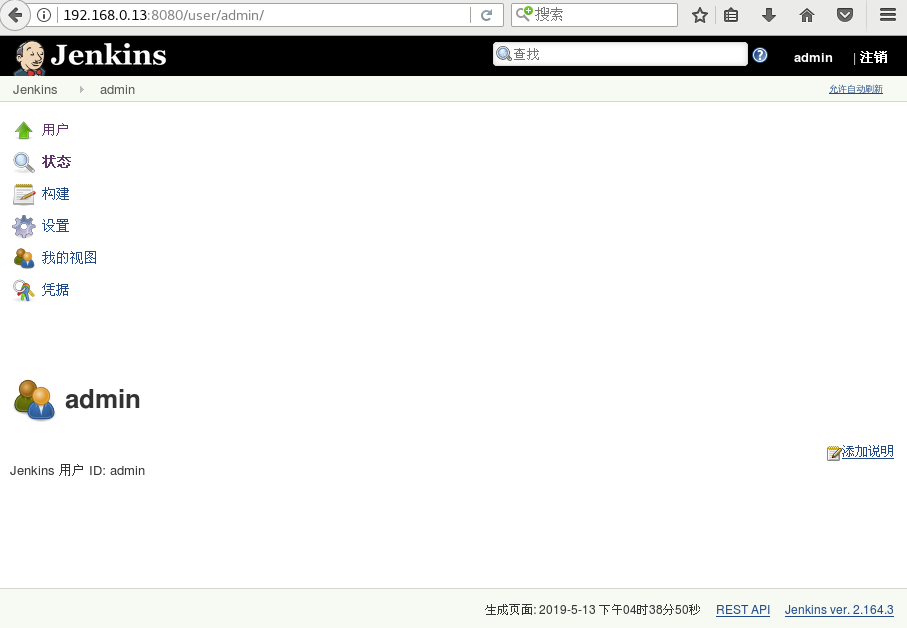 192.168.0.13:8080/user/admin/
搜索
Jenkins
查找
admin
| 注销
Jenkins
admin
允许自动刷新
用户
状态
构建
设置
我的视图
凭据
admin
添加说明
Jenkins 用户 ID: admin
生成页面: 2019-5-13 下午04时38分50秒 REST API Jenkins ver. 2.164.3